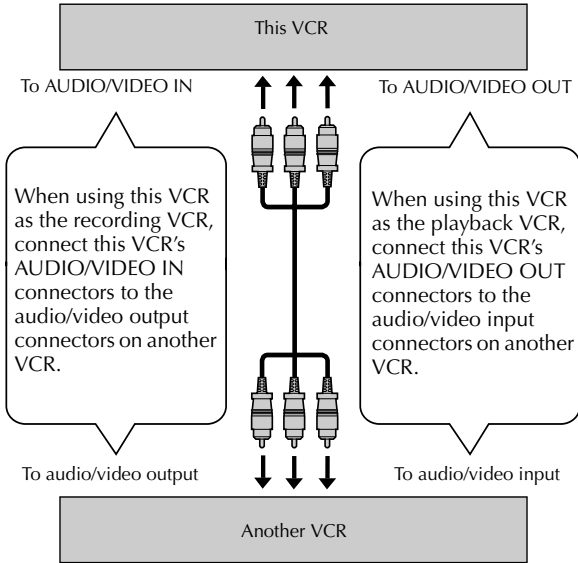 This VCR
To AUDIO/VIDEO IN
To AUDIO/VIDEO OUT
When using this VCR
as the recording VCR,
connect this VCR's
AUDIO/VIDEO IN
connectors to the
audio/video output
connectors on another
VCR.
When using this VCR
as the playback VCR,
connect this VCR's
AUDIO/VIDEO OUT
connectors to the
audio/video input
connectors on another
VCR.
To audio/video output
To audio/video input
Another VCR